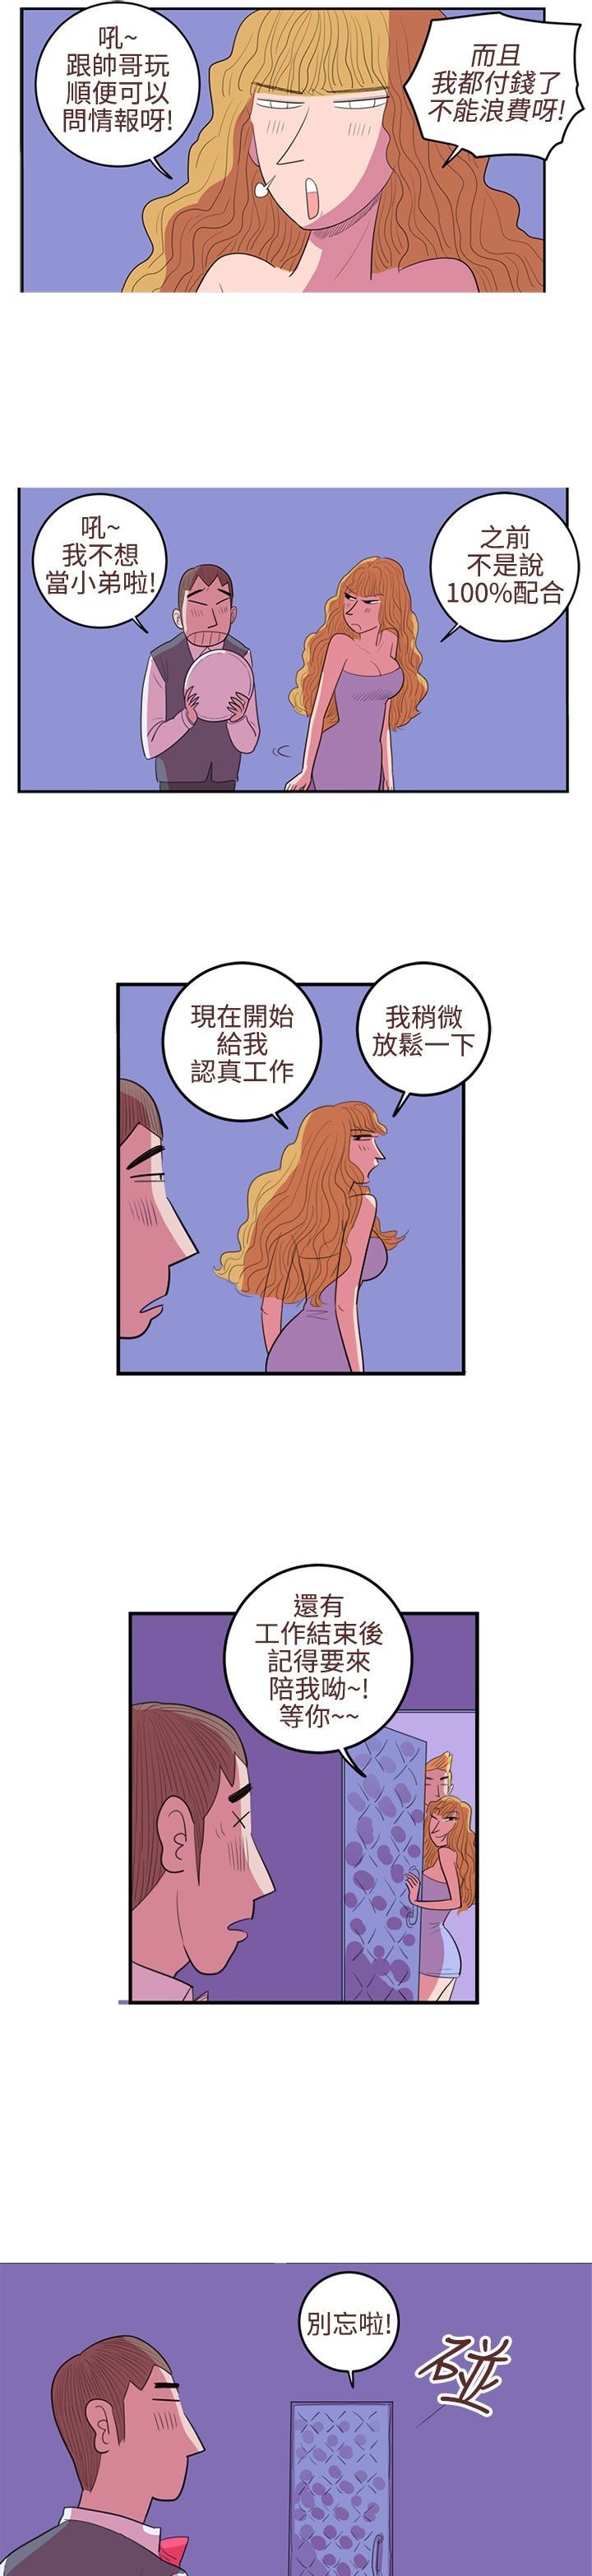 吼~
跟帥哥玩
順便可以
問情報呀!
而且
我都付錢了
不能浪費呀!
吼~
我不想
當小弟啦!
之前
不是說
100%配合
現在開始
給我
認真工作
我稍微
放鬆一下
還有
工作結束後
記得要來
陪我呦~!
等你~~
別忘啦!
碰